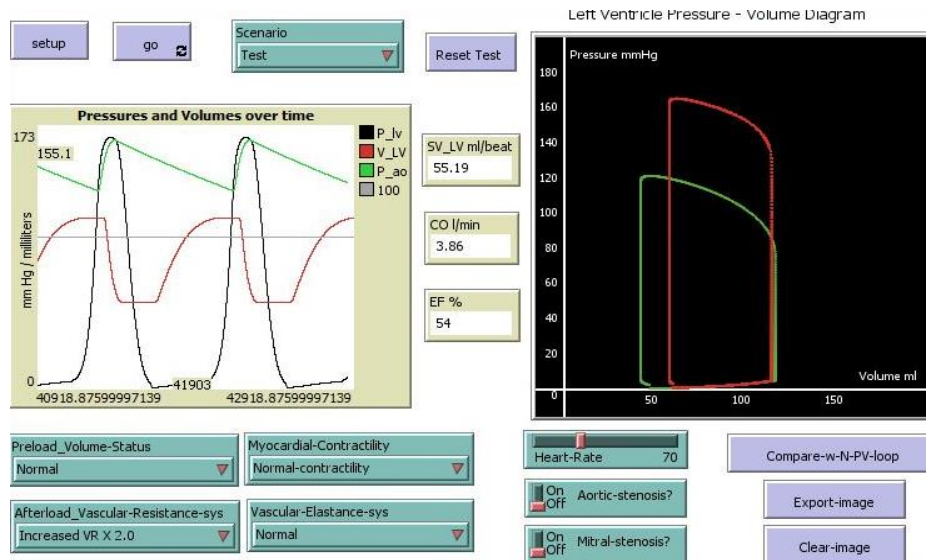 Left Ventricle Pressure - Volume Diagram
setup
go
Scenario
Test
Reset Test
Pressures and Volumes over time
173
155.1
mm Hg / milliliters
0
41903
40918.87599997139
42918.87599997139
P_lv
V_LV
P_ao
100
SV_LV ml/beat
55.19
CO l/min
3.86
EF %
54
Pressure mmHg
180
160
140
120
100
80
60
40
20
0
Volume ml
50
100
150
Preload_Volume-Status
Normal
Myocardial-Contractility
Normal-contractility
Afterload_Vascular-Resistance-sys
Increased VR X 2.0
Vascular-Elastance-sys
Normal
Heart-Rate 70
On
Off
Aortic-stenosis?
On
Off
Mitral-stenosis?
Compare-w-N-PV-loop
Export-image
Clear-image